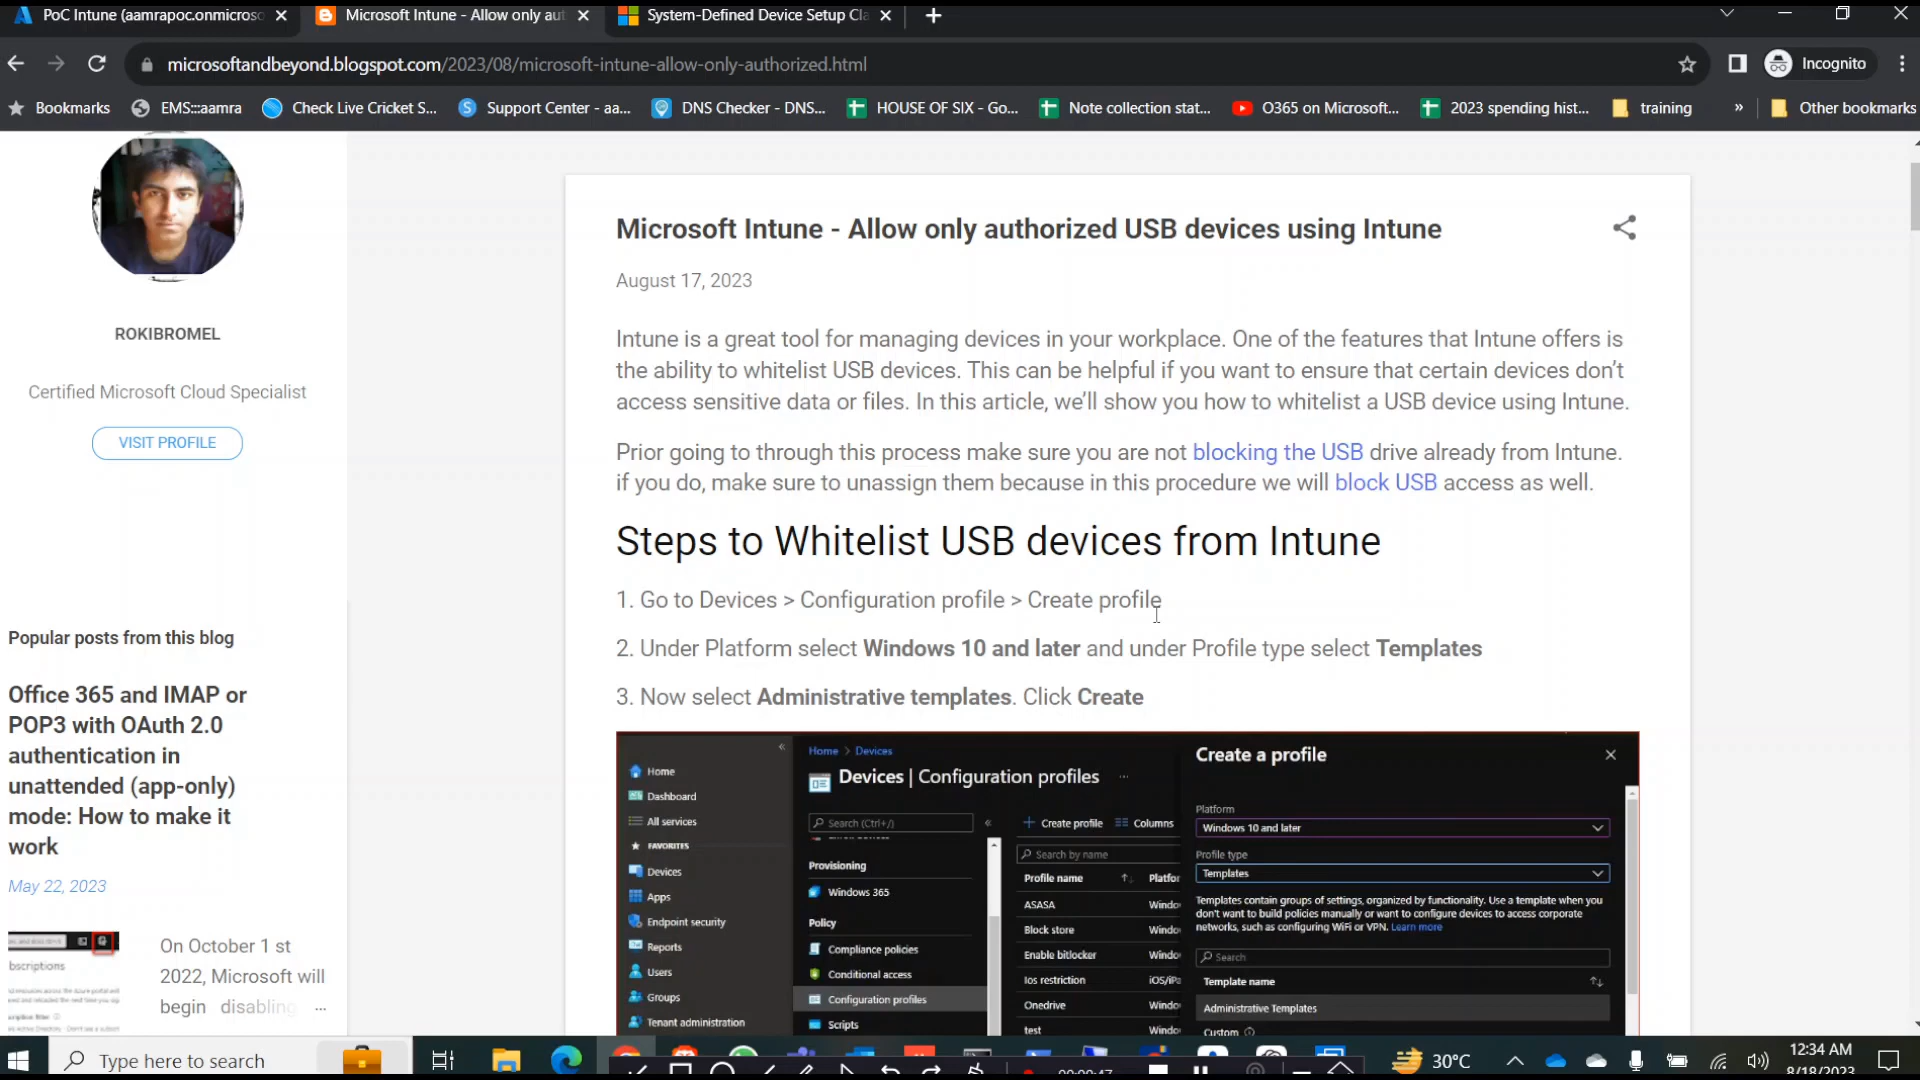 PoC Intune (aamrapoc.onmicroso
Microsoft Intune - Allow only aut
System-Defined Device Setup Cla
microsoftandbeyond.blogspot.com/2023/08/microsoft-intune-allow-only-authorized.html
Incognito
Bookmarks
EMS:::aamra
Check Live Cricket S...
Support Center - aa...
DNS Checker - DNS...
HOUSE OF SIX - Go...
Note collection stat...
O365 on Microsoft...
2023 spending hist...
training
»
Other bookmarks
ROKIBROMEL
Certified Microsoft Cloud Specialist
VISIT PROFILE
Popular posts from this blog
Office 365 and IMAP or
POP3 with OAuth 2.0
authentication in
unattended (app-only)
mode: How to make it
work
May 22, 2023
bscriptions
On October 1 st
2022, Microsoft will
begin disabling ...
Microsoft Intune - Allow only authorized USB devices using Intune
August 17, 2023
Intune is a great tool for managing devices in your workplace. One of the features that Intune offers is
the ability to whitelist USB devices. This can be helpful if you want to ensure that certain devices don't
access sensitive data or files. In this article, we'll show you how to whitelist a USB device using Intune.
Prior going to through this process make sure you are not blocking the USB drive already from Intune.
if you do, make sure to unassign them because in this procedure we will block USB access as well.
Steps to Whitelist USB devices from Intune
1. Go to Devices > Configuration profile > Create profile
2. Under Platform select Windows 10 and later and under Profile type select Templates
3. Now select Administrative templates. Click Create
Home
Dashboard
All services
FAVORITES
Devices
Apps
Endpoint security
Reports
Users
Groups
Tenant administration
Home > Devices
Devices | Configuration profiles ...
Search (Ctrl+/)
Provisioning
Windows 365
Policy
Compliance policies
Conditional access
Configuration profiles
Scripts
Create profile
Columns
Search by name
Profile name
Platfor
ASASA
Windo
Block store
Windo
Enable bitlocker
Windo
Ios restriction
iOS/iPa
Onedrive
Windo
test
Windo
Create a profile
Platform
Windows 10 and later
Profile type
Templates
Templates contain groups of settings, organized by functionality. Use a template when you
don't want to build policies manually or want to configure devices to access corporate
networks, such as configuring WiFi or VPN. Learn more
Search
Template name
Administrative Templates
Custom
Type here to search
30°C
12:34 AM
8/18/2023